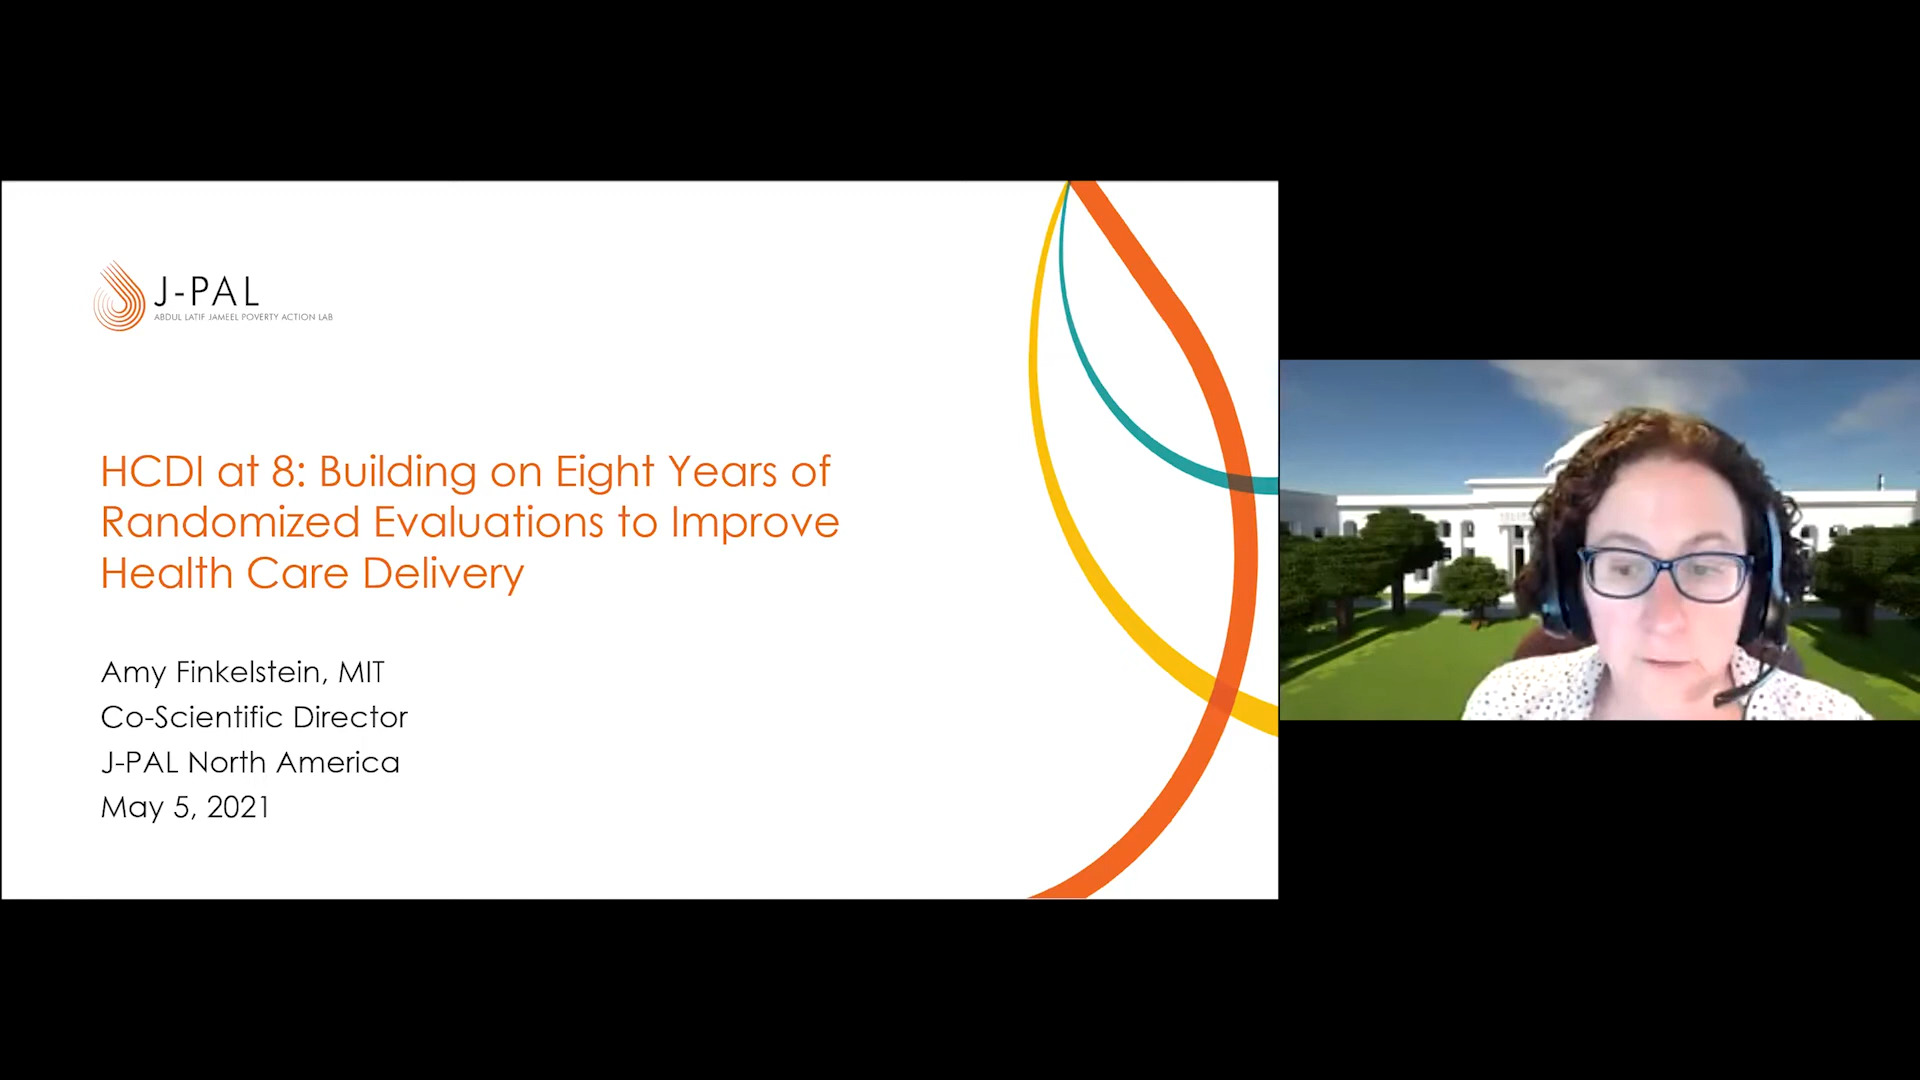 J-PAL
ABDUL LATIF JAMEEL POVERTY ACTION LAB
HCDI at 8: Building on Eight Years of
Randomized Evaluations to Improve
Health Care Delivery
Amy Finkelstein, MIT
Co-Scientific Director
J-PAL North America
May 5, 2021